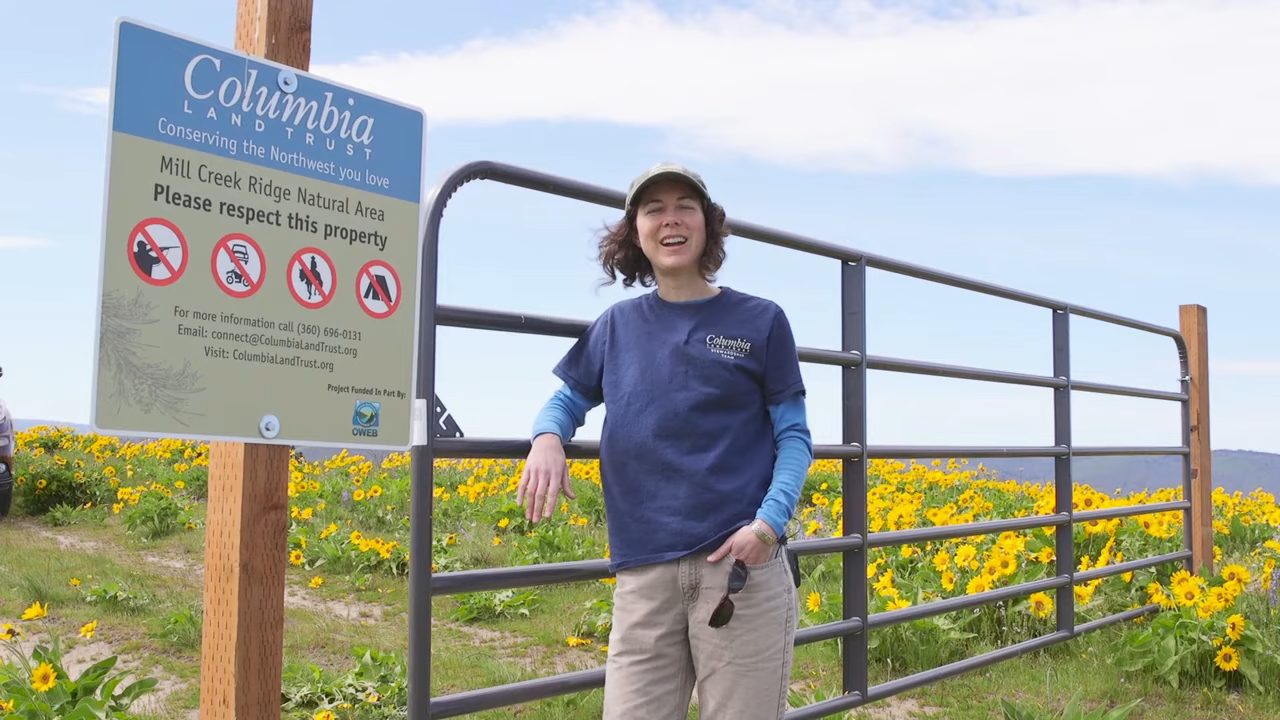 Columbia
LAND TRUST
Conserving the Northwest you love
Mill Creek Ridge Natural Area
Please respect this property
For more information call (360) 696-0131
Email: connect@ColumbiaLandTrust.org
Visit: ColumbiaLandTrust.org
Project Funded In Part By:
OWEB
Columbia
LAND TRUST
STEWARDSHIP
TEAM